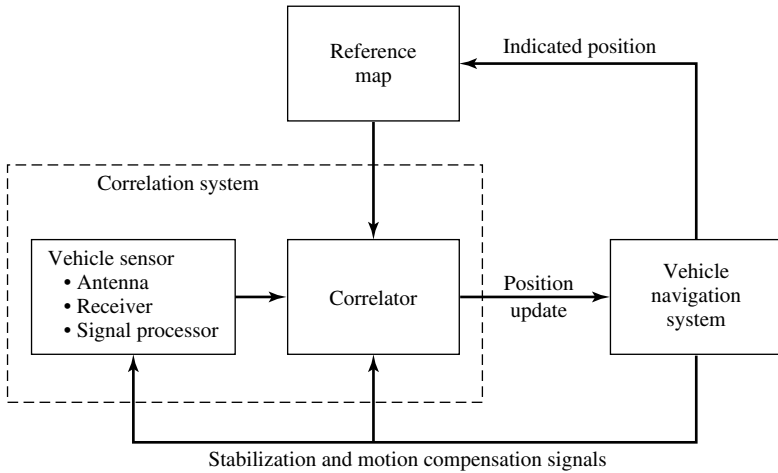 Reference
map
Indicated position
Correlation system
Vehicle sensor
• Antenna
• Receiver
• Signal processor
Correlator
Position
update
Vehicle
navigation
system
Stabilization and motion compensation signals